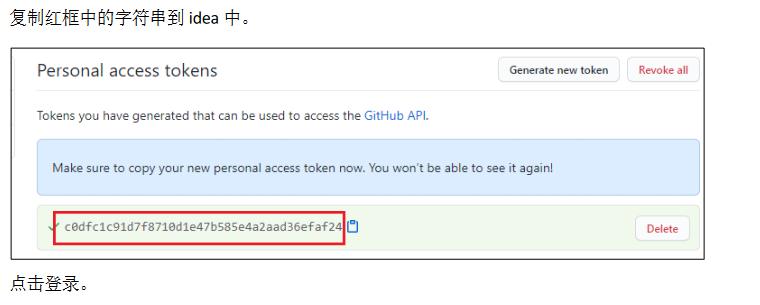 复制红框中的字符串到 idea 中。
Personal access tokens
Generate new token
Revoke all
Tokens you have generated that can be used to access the GitHub API.
Make sure to copy your new personal access token now. You won't be able to see it again!
c0dfc1c91d7f8710d1e47b585e4a2aad36efaf24
Delete
点击登录。